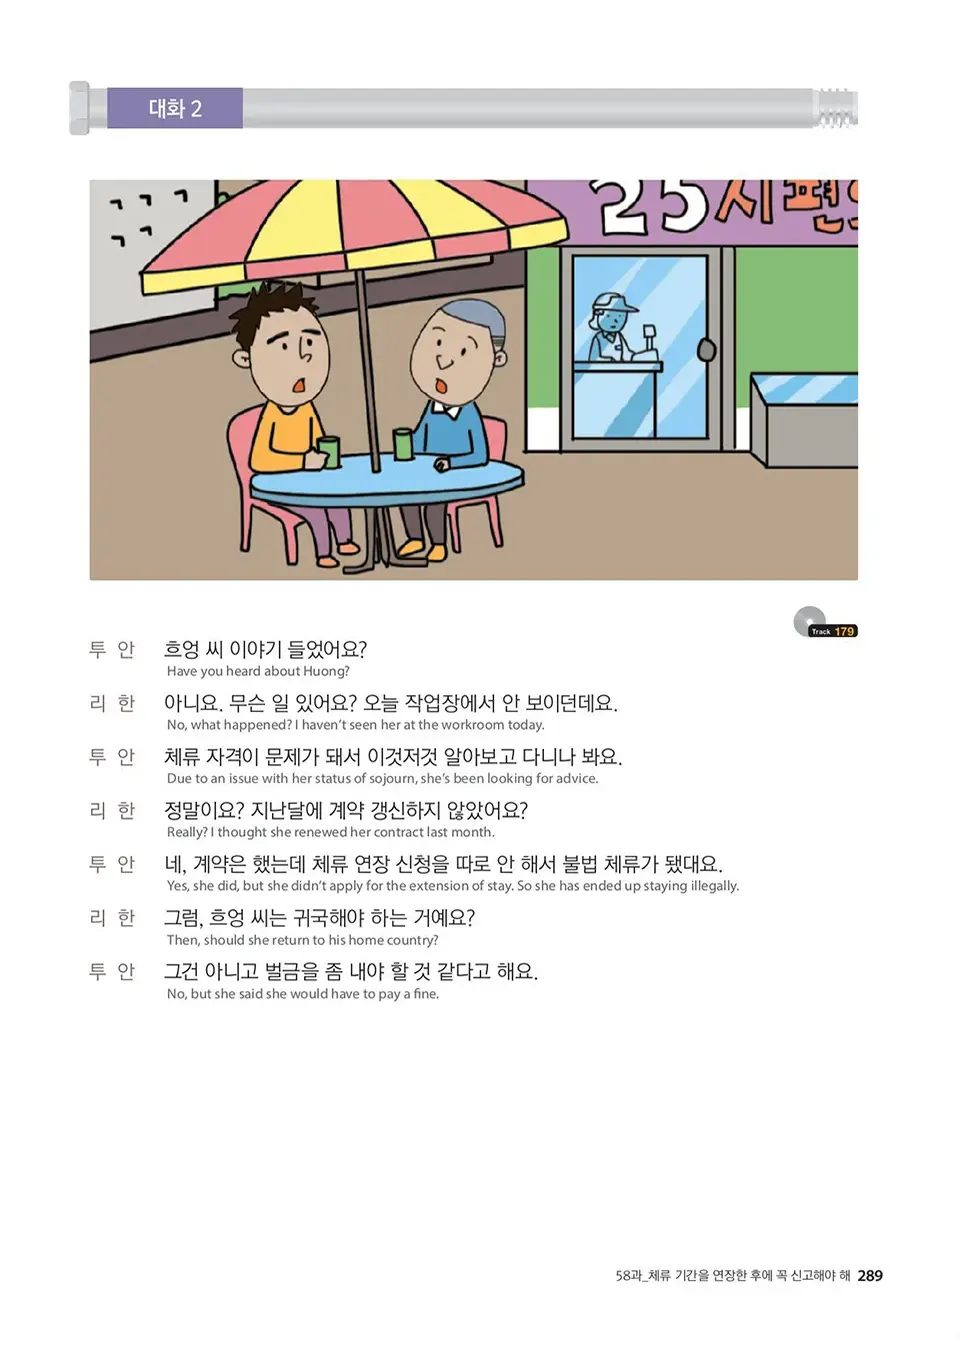 대화 2
ㄱ ㄱ ㄱ
ㄱ ㄱ
25시편
Track 179
투 안 흐엉 씨 이야기 들었어요?
Have you heard about Huong?
리 한 아니요. 무슨 일 있어요? 오늘 작업장에서 안 보이던데요.
No, what happened? I haven't seen her at the workroom today.
투 안 체류 자격이 문제가 돼서 이것저것 알아보고 다니나 봐요.
Due to an issue with her status of sojourn, she's been looking for advice.
리 한 정말이요? 지난달에 계약 갱신하지 않았어요?
Really? I thought she renewed her contract last month.
투 안 네, 계약은 했는데 체류 연장 신청을 따로 안 해서 불법 체류가 됐대요.
Yes, she did, but she didn't apply for the extension of stay. So she has ended up staying illegally.
리 한 그럼, 흐엉 씨는 귀국해야 하는 거예요?
Then, should she return to his home country?
투 안 그건 아니고 벌금을 좀 내야 할 것 같다고 해요.
No, but she said she would have to pay a fine.
58과_체류 기간을 연장한 후에 꼭 신고해야 해 289